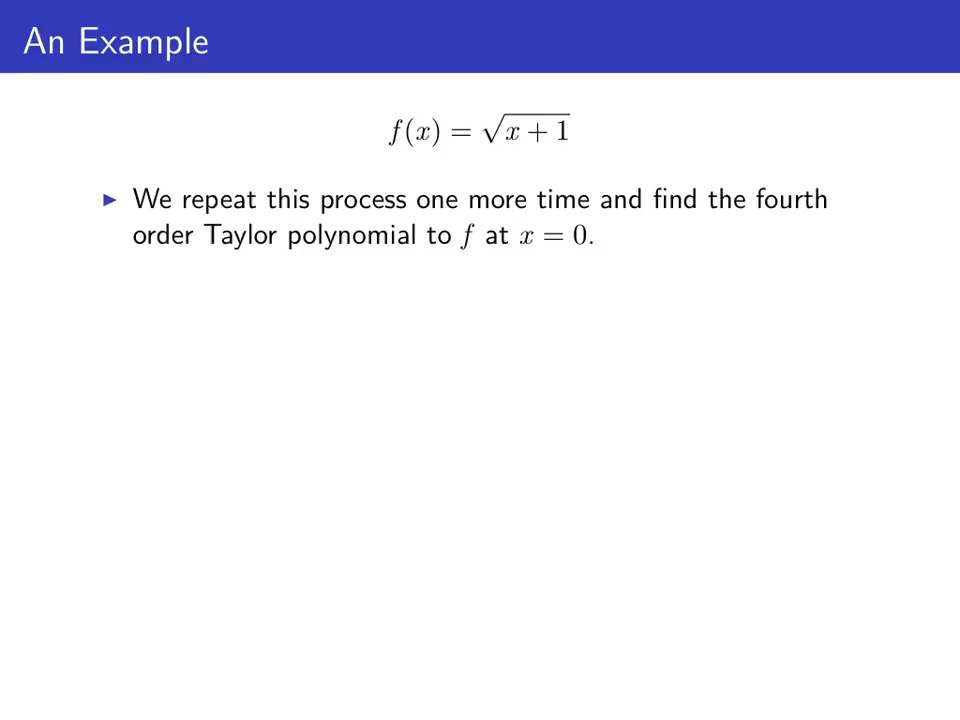 An Example
f(x) = √x + 1
▶ We repeat this process one more time and find the fourth
order Taylor polynomial to f at x = 0.